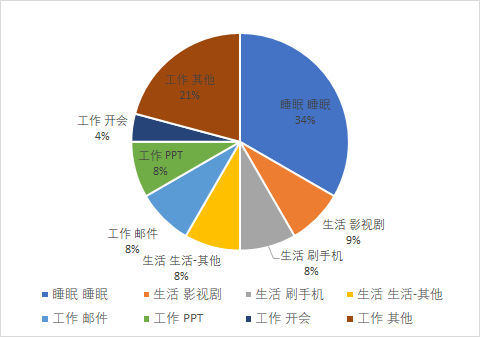 工作 其他
21%
睡眠 睡眠
34%
工作 开会
4%
工作 PPT
8%
生活 影视剧
9%
工作 邮件
8%
生活 生活-其他
8%
生活 刷手机
8%
睡眠 睡眠 生活 影视剧 生活 刷手机 生活 生活-其他
工作 邮件 工作 PPT 工作 开会 工作 其他